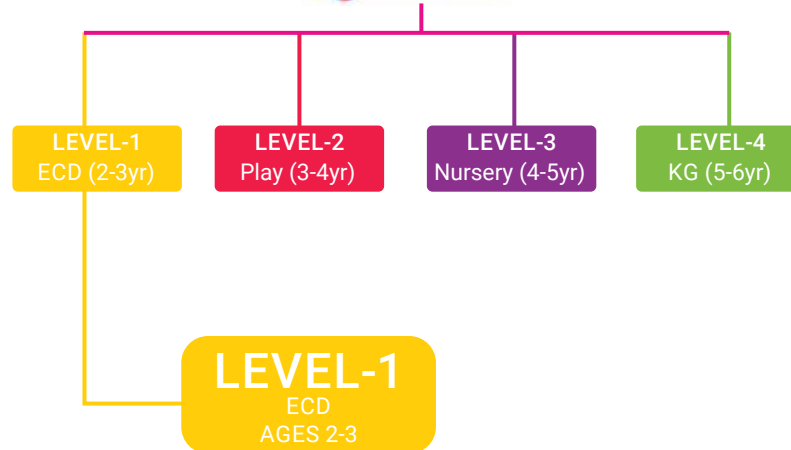 LEVEL-1
ECD (2-3yr)
LEVEL-2
Play (3-4yr)
LEVEL-3
Nursery (4-5yr)
LEVEL-4
KG (5-6yr)
LEVEL-1
ECD
AGES 2-3